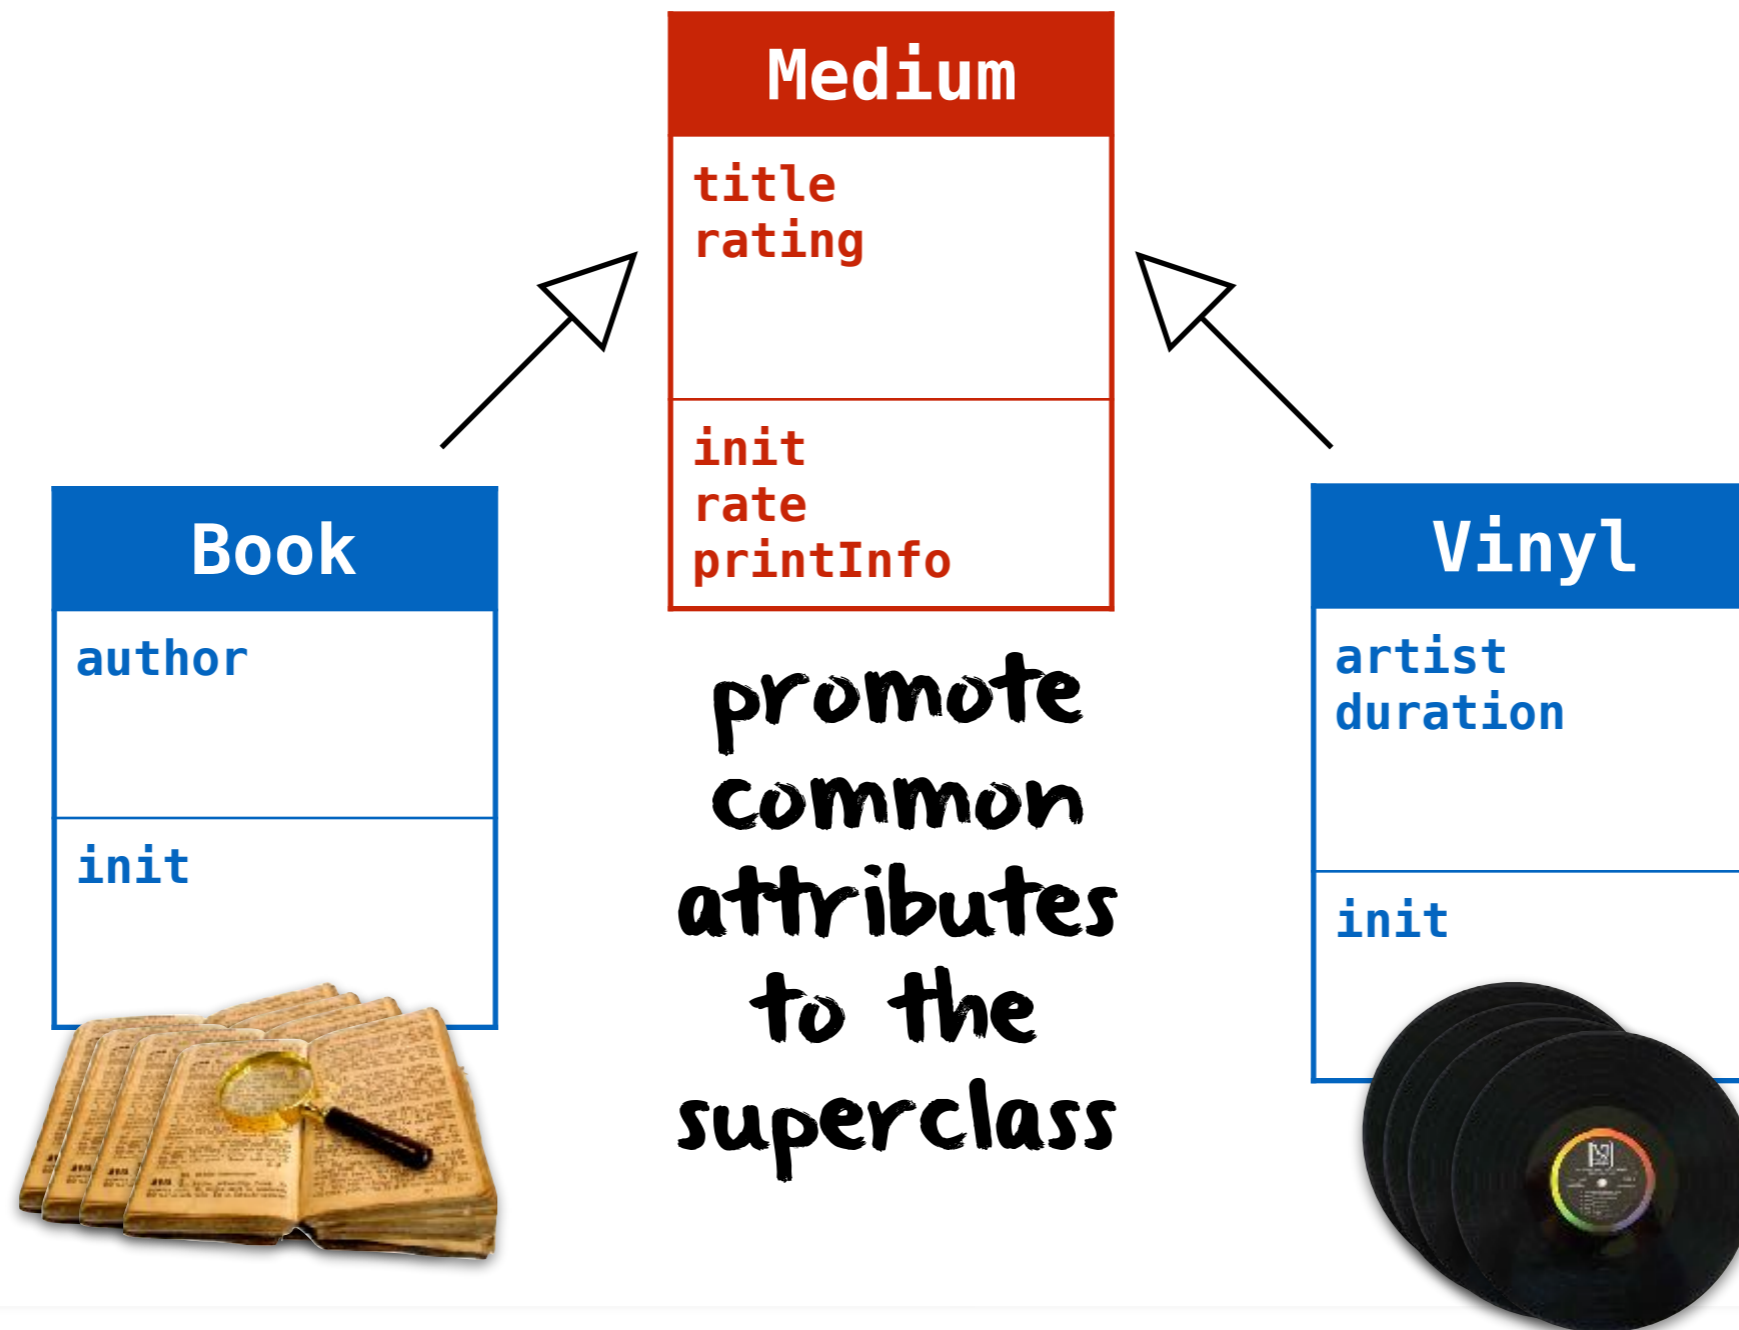 Medium
title
rating
init
rate
printInfo
Book
author
init
Vinyl
artist
duration
init
promote
common
attributes
to the
superclass